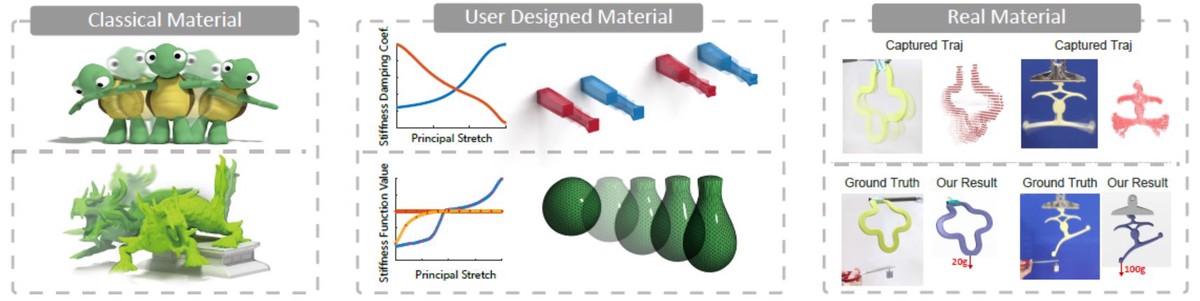 Classical Material
User Designed Material
Stiffness Damping Coef.
Principal Stretch
Stiffness Function Value
Principal Stretch
Real Material
Captured Traj
Captured Traj
Ground Truth
Our Result
Ground Truth
Our Result
20g
100g